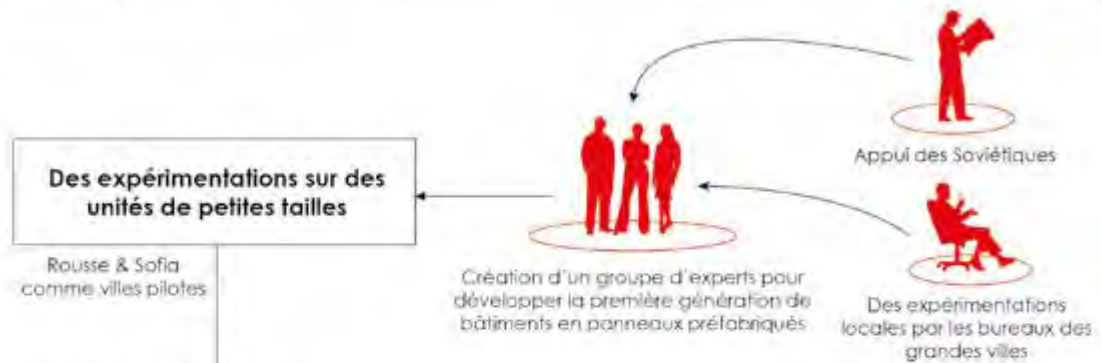 Des expérimentations sur des
unités de petites tailles
Rousse & Sofia
comme villes pilotes
Création d'un groupe d'experts pour
développer la première génération de
bâtiments en panneaux préfabriqués
Appui des Soviétiques
Des expérimentations
locales par les bureaux des
grandes villes